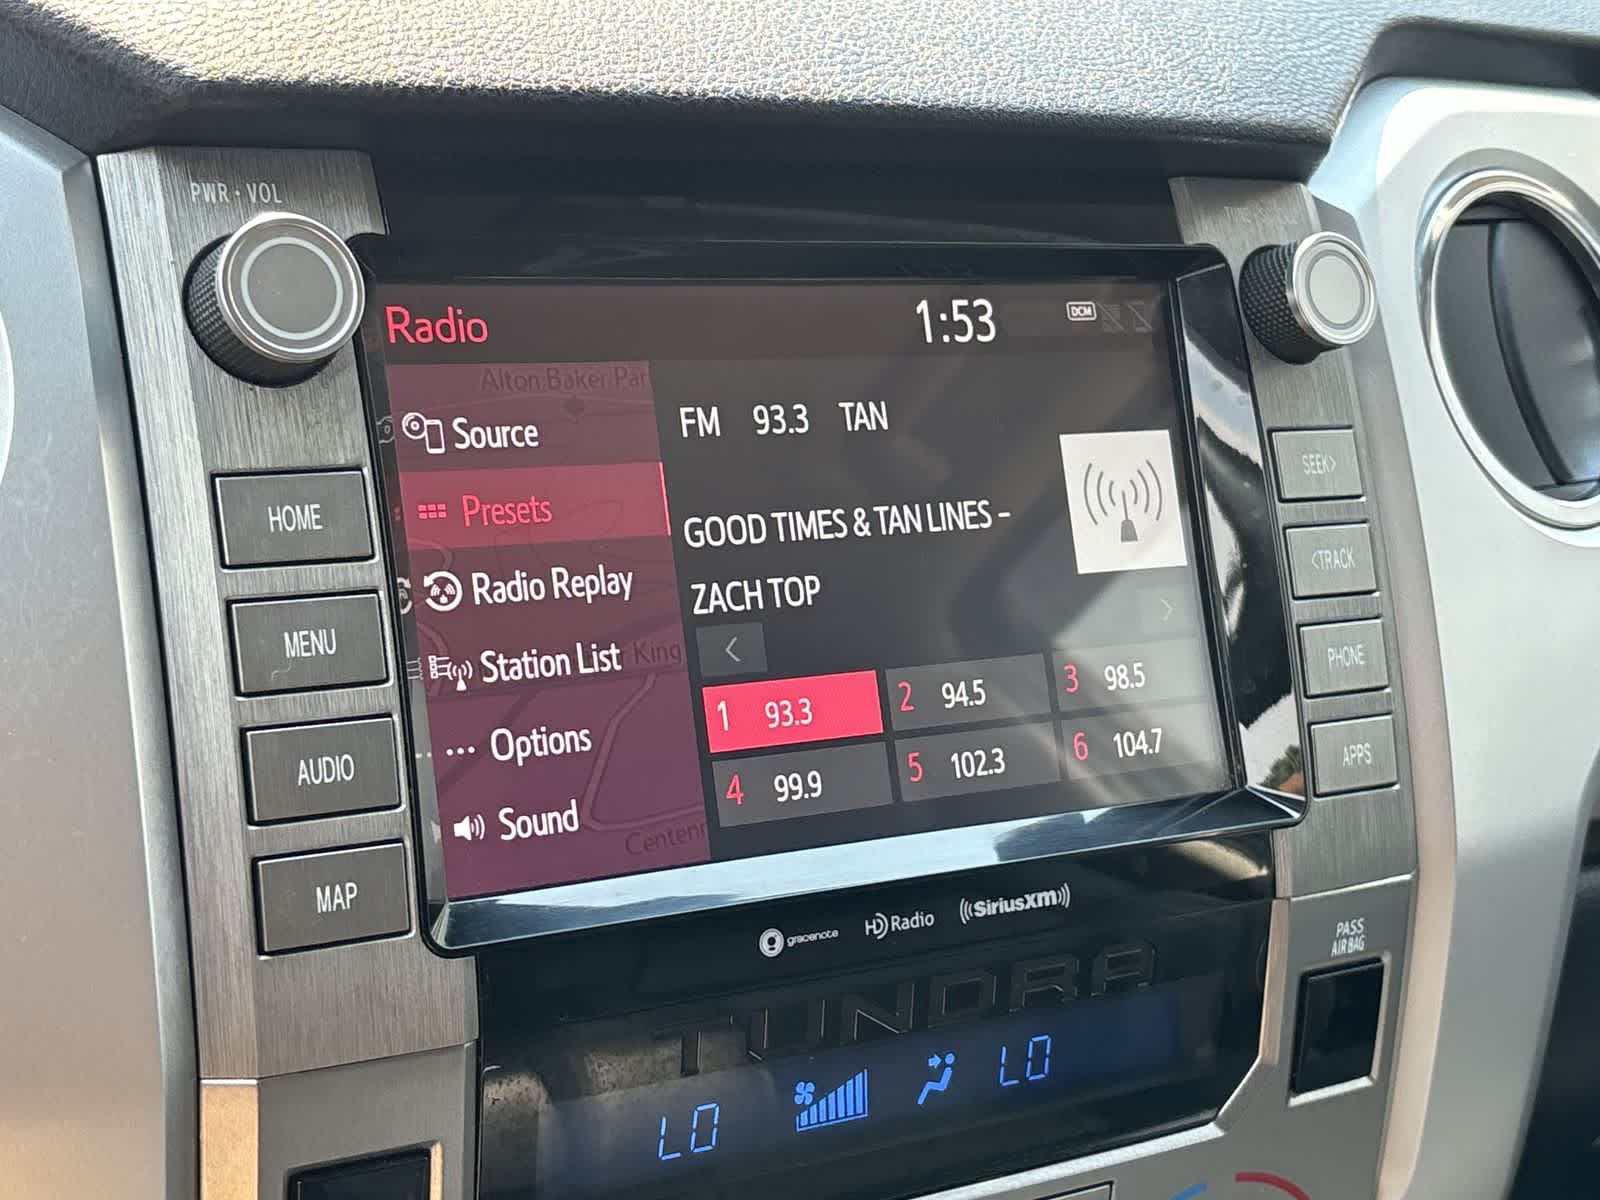 PWR • VOL
Radio
1:53
DCM
Alton Baker Par
Source
FM 93.3 TAN
Presets
GOOD TIMES & TAN LINES –
ZACH TOP
Radio Replay
Station List
King
<
>
1 93.3
2 94.5
3 98.5
4 99.9
5 102.3
6 104.7
... Options
Sound
Centenn
HOME
MENU
AUDIO
MAP
SEEK>
<TRACK
PHONE
APPS
gracenote
HD Radio
((SiriusXM))
TUNDRA
PASS
AIR BAG
LO
LO